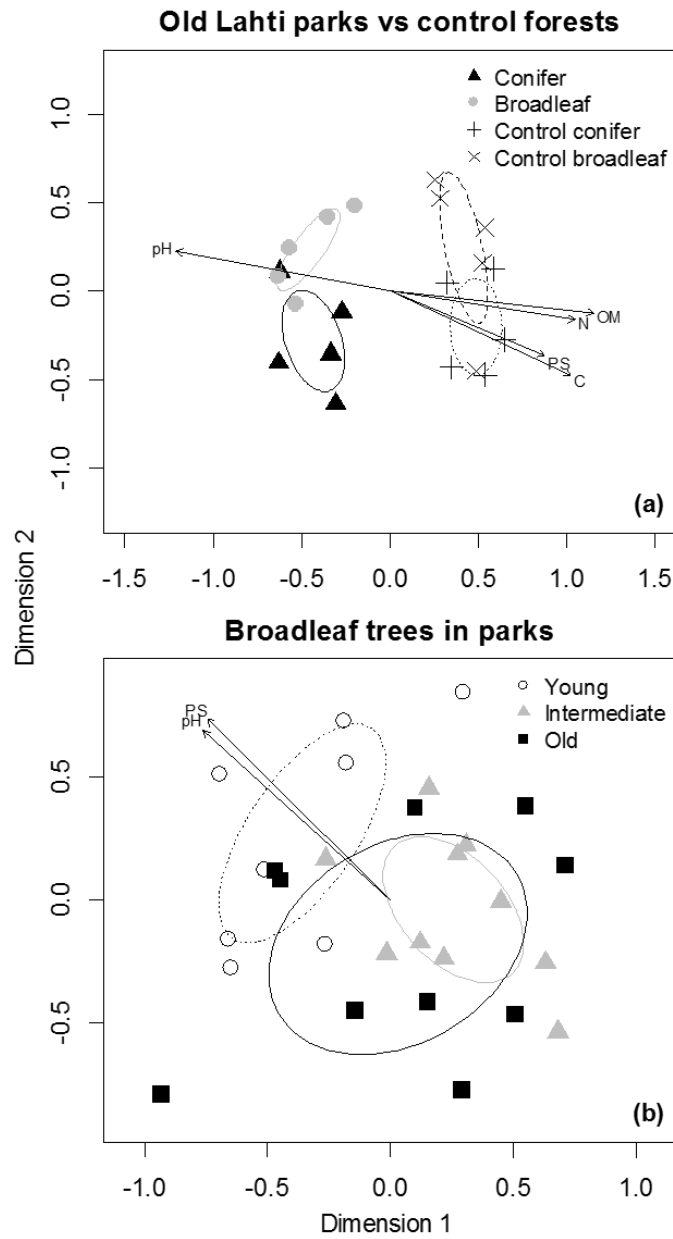 Old Lahti parks vs control forests
Conifer
Broadleaf
Control conifer
Control broadleaf
1.0
0.5
0.0
-0.5
-1.0
pH
OM
N
PS
C
(a)
-1.5
-1.0
-0.5
0.0
0.5
1.0
1.5
Dimension 2
Broadleaf trees in parks
Young
Intermediate
Old
PS
pH
0.5
0.0
-0.5
(b)
-1.0
-0.5
0.0
0.5
1.0
Dimension 1